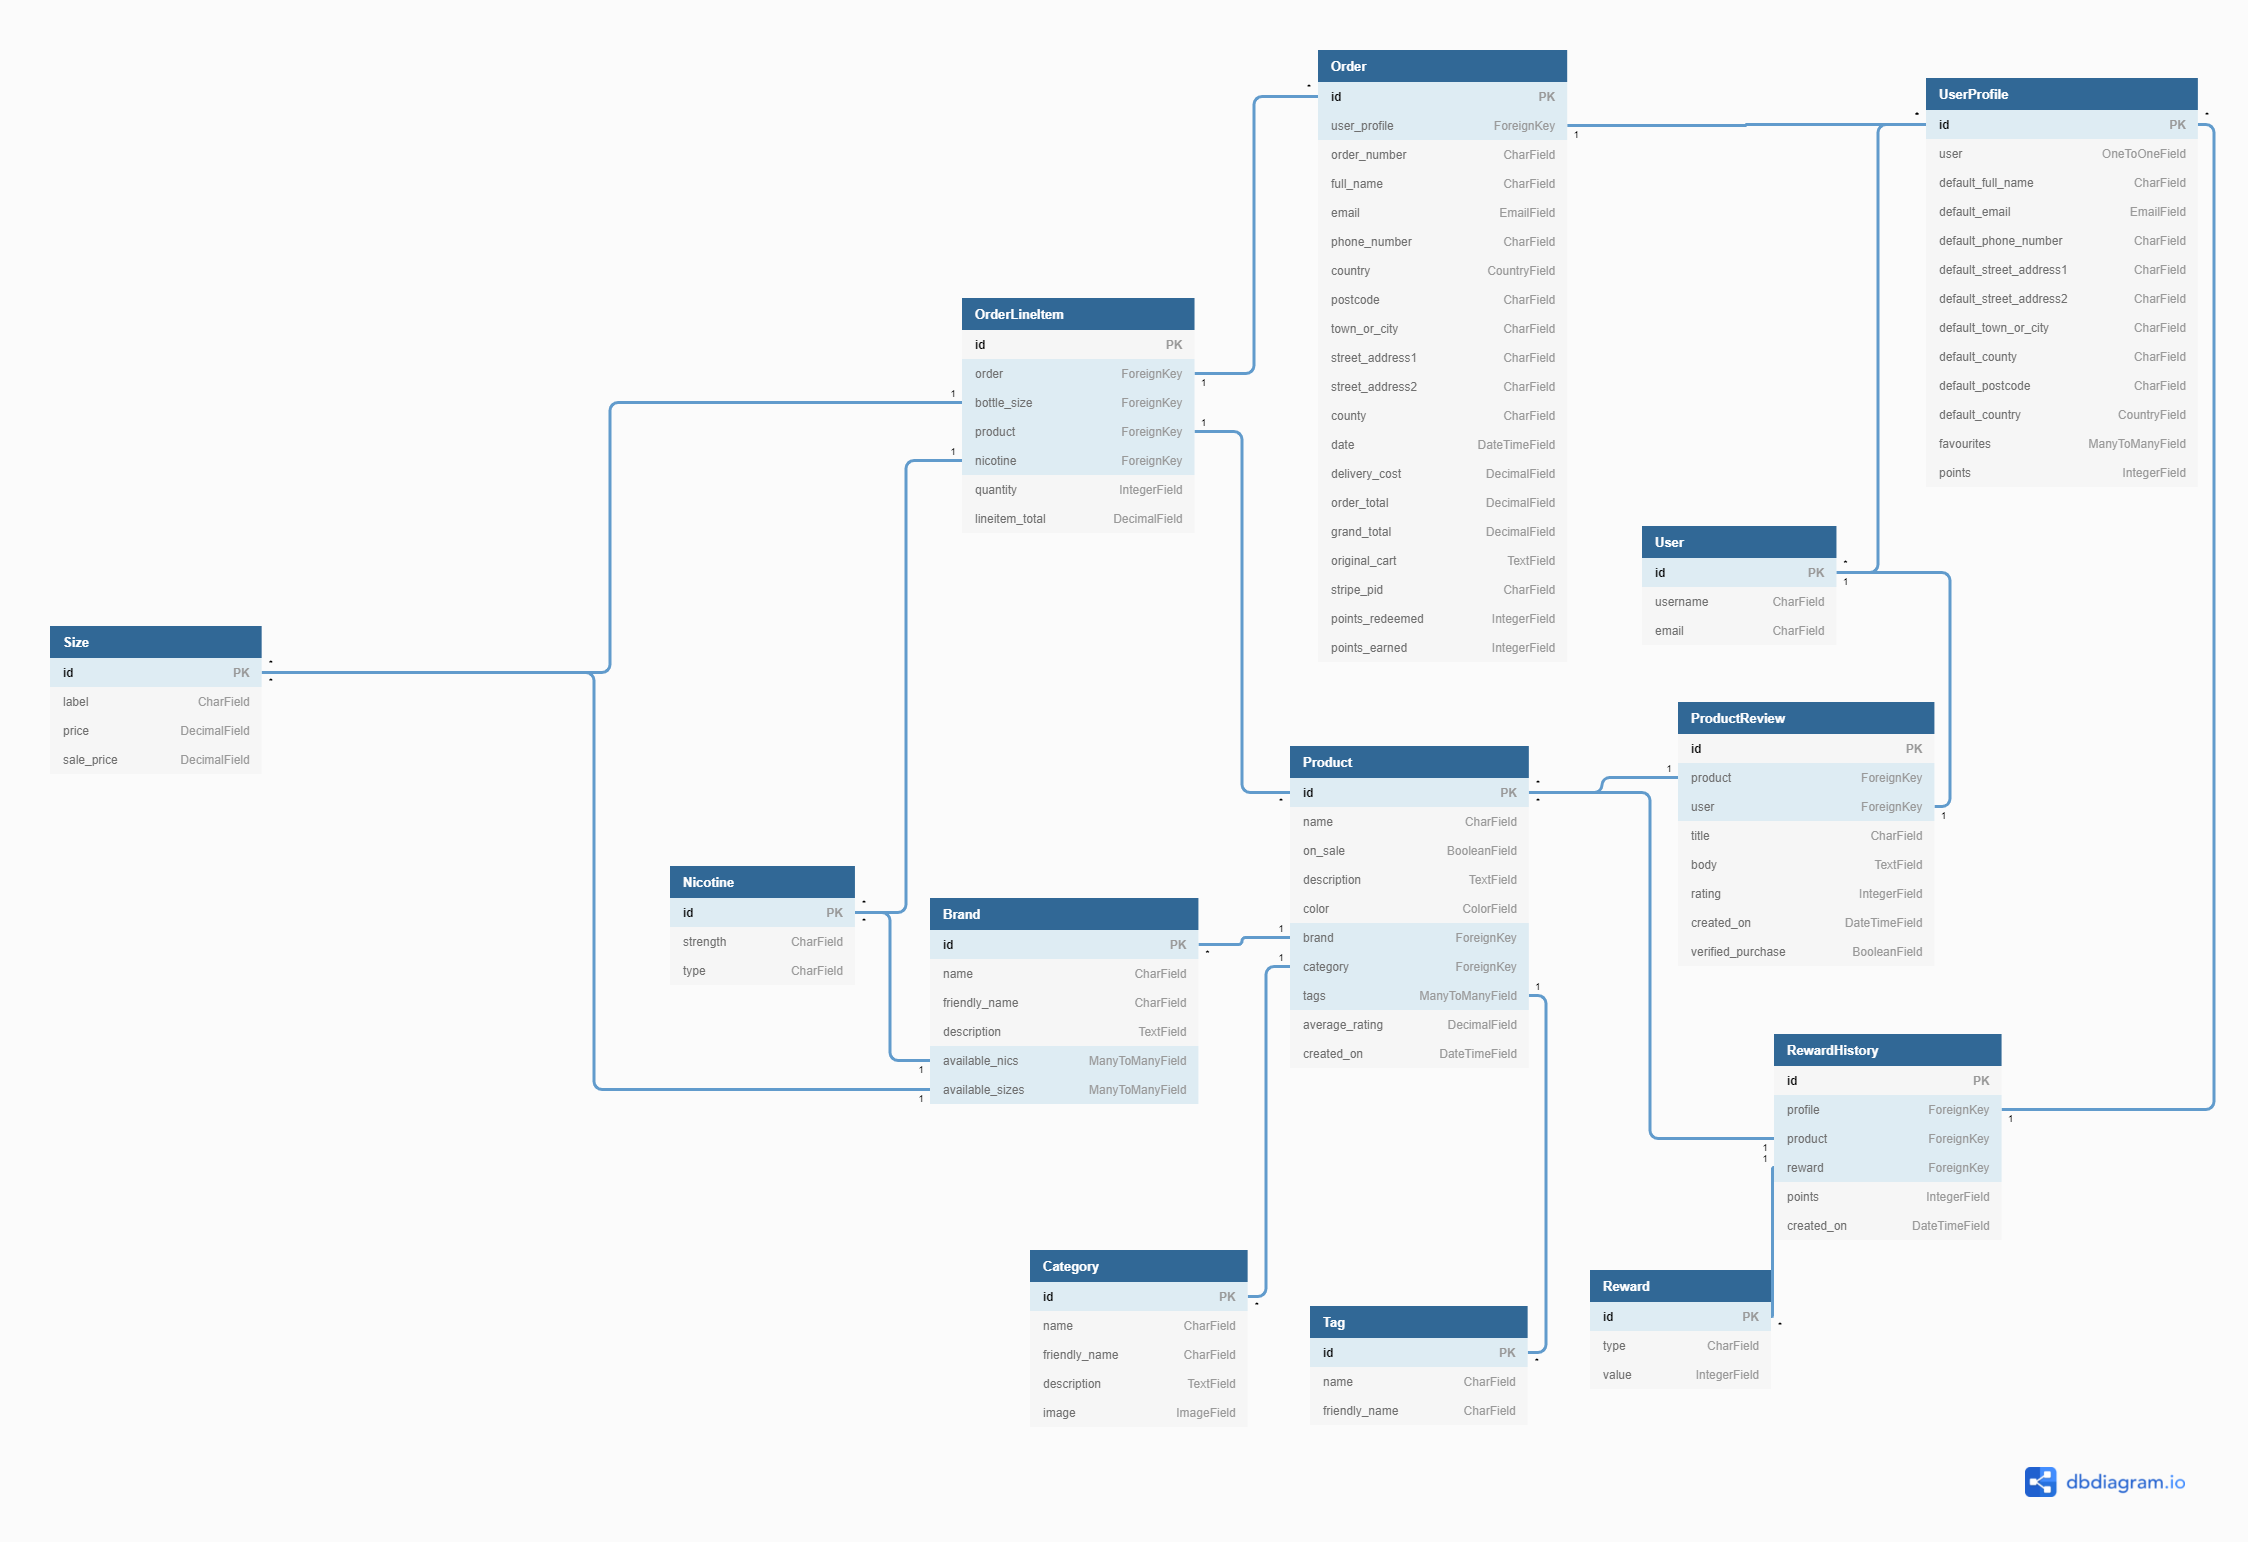 Order
id PK
user_profile ForeignKey
order_number CharField
full_name CharField
email EmailField
phone_number CharField
country CountryField
postcode CharField
town_or_city CharField
street_address1 CharField
street_address2 CharField
county CharField
date DateTimeField
delivery_cost DecimalField
order_total DecimalField
grand_total DecimalField
original_cart TextField
stripe_pid CharField
points_redeemed IntegerField
points_earned IntegerField
* 1
UserProfile
id PK
user OneToOneField
default_full_name CharField
default_email EmailField
default_phone_number CharField
default_street_address1 CharField
default_street_address2 CharField
default_town_or_city CharField
default_county CharField
default_postcode CharField
default_country CountryField
favourites ManyToManyField
points IntegerField
* *
OrderLineItem
id PK
order ForeignKey
bottle_size ForeignKey
product ForeignKey
nicotine ForeignKey
quantity IntegerField
lineitem_total DecimalField
1 1 1 1
User
id PK
username CharField
email CharField
* 1
Size
id PK
label CharField
price DecimalField
sale_price DecimalField
* *
ProductReview
id PK
product ForeignKey
user ForeignKey
title CharField
body TextField
rating IntegerField
created_on DateTimeField
verified_purchase BooleanField
1 1
Product
id PK
name CharField
on_sale BooleanField
description TextField
color ColorField
brand ForeignKey
category ForeignKey
tags ManyToManyField
average_rating DecimalField
created_on DateTimeField
* * * 1 1 1
Nicotine
id PK
strength CharField
type CharField
* *
Brand
id PK
name CharField
friendly_name CharField
description TextField
available_nics ManyToManyField
available_sizes ManyToManyField
* 1 1
RewardHistory
id PK
profile ForeignKey
product ForeignKey
reward ForeignKey
points IntegerField
created_on DateTimeField
1 1 1
Category
id PK
name CharField
friendly_name CharField
description TextField
image ImageField
*
Tag
id PK
name CharField
friendly_name CharField
*
Reward
id PK
type CharField
value IntegerField
*
dbdiagram.io